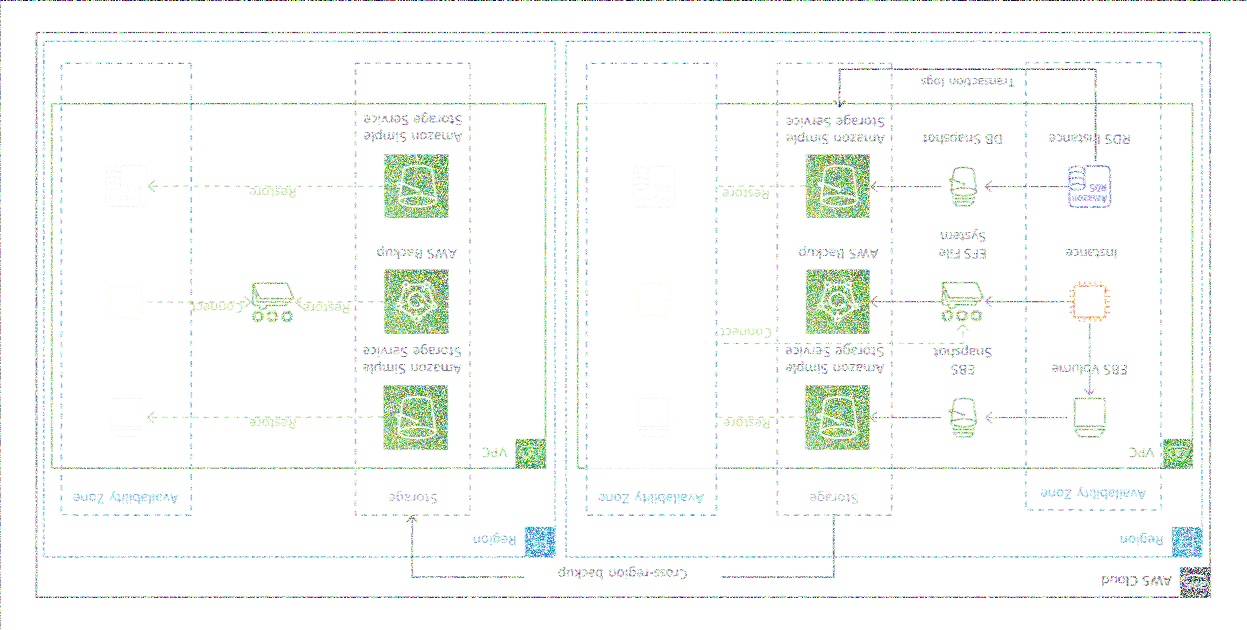 AWS Cloud
Cross-region backup
Region
Availability Zone
Storage
Availability Zone
VPC
Restore
EBS Volume
EBS
Snapshot
Amazon Simple
Storage Service
Connect
Instance
EFS File
System
AWS Backup
Amazon
RDS
Restore
RDS Instance
DB Snapshot
Amazon Simple
Storage Service
Transaction logs
Region
Storage
Availability Zone
VPC
Restore
Amazon Simple
Storage Service
Restore
Connect
AWS Backup
Restore
Amazon Simple
Storage Service